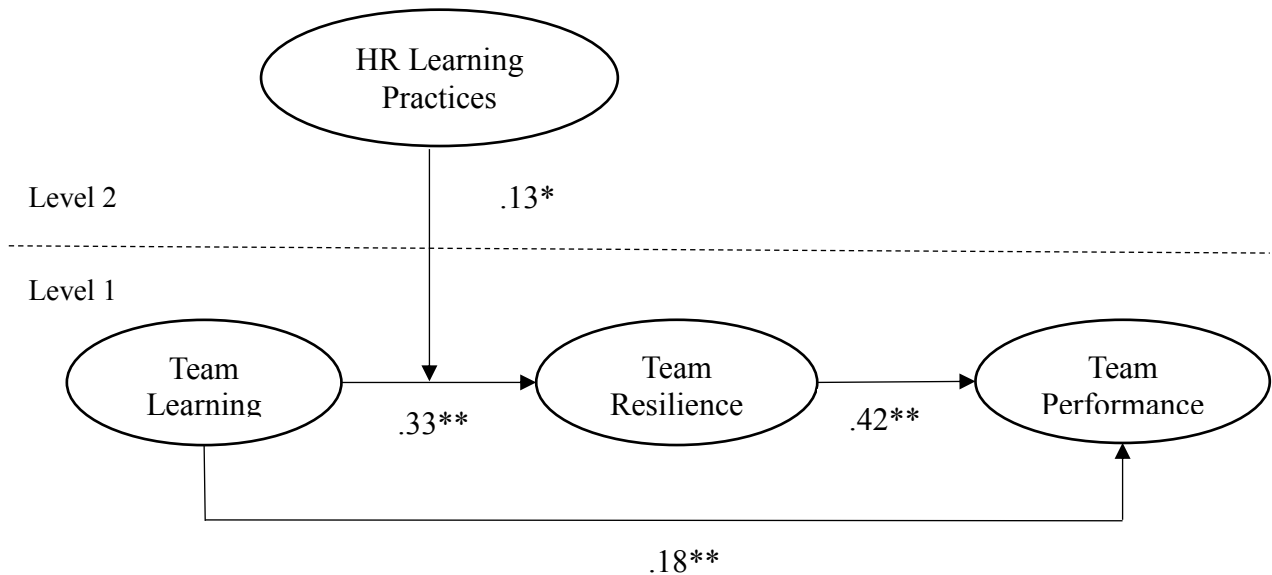 HR Learning
Practices
Level 2
.13*
Level 1
Team
Learning
Team
Resilience
Team
Performance
.33**
.42**
.18**